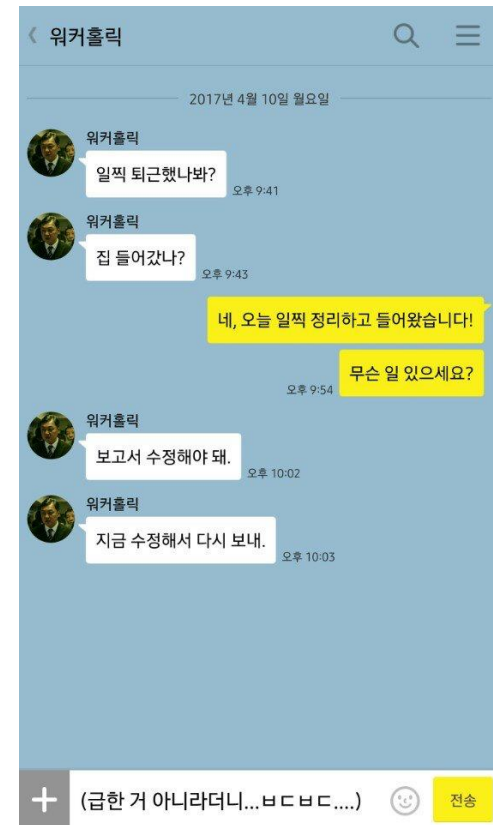 워커홀릭
2017년 4월 10일 월요일
워커홀릭
일찍 퇴근했나봐?
오후 9:41
워커홀릭
집 들어갔나?
오후 9:43
네, 오늘 일찍 정리하고 들어왔습니다!
무슨 일 있으세요?
오후 9:54
워커홀릭
보고서 수정해야 돼.
오후 10:02
워커홀릭
지금 수정해서 다시 보내.
오후 10:03
(급한 거 아니라더니...ㅂㄷㅂㄷ....)
전송